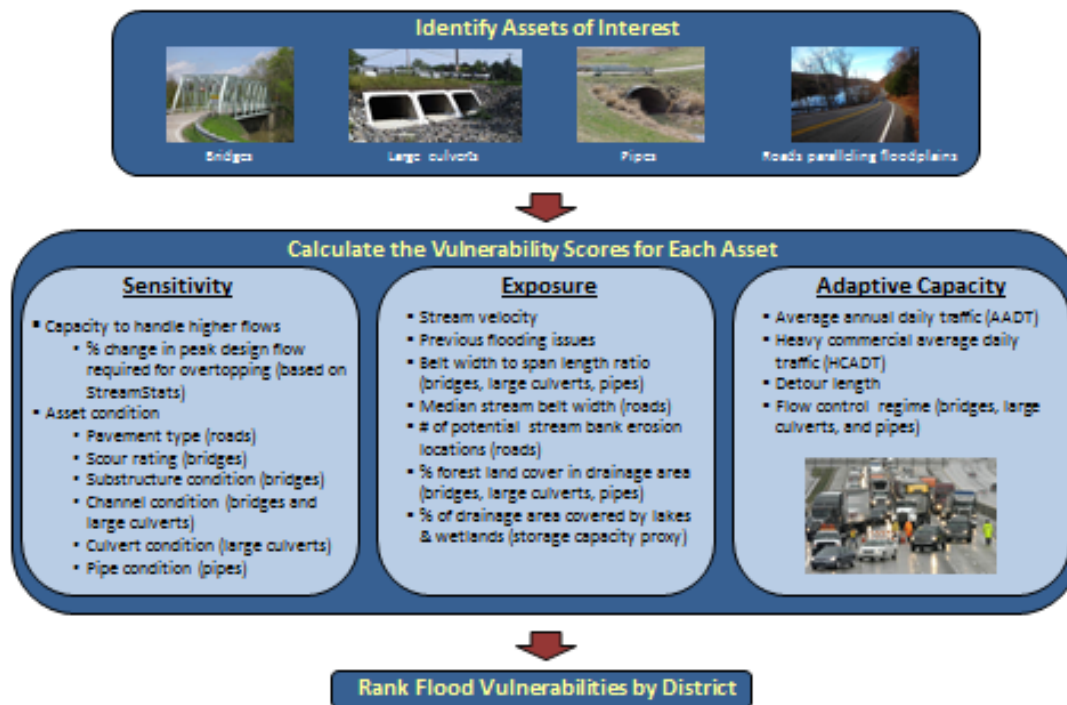 Identify Assets of Interest
Bridges
Large culverts
Pipes
Roads paralleling floodplains
Calculate the Vulnerability Scores for Each Asset
Sensitivity
▪ Capacity to handle higher flows
▪ % change in peak design flow
required for overtopping (based on
StreamStats)
▪ Asset condition
▪ Pavement type (roads)
▪ Scour rating (bridges)
▪ Substructure condition (bridges)
▪ Channel condition (bridges and
large culverts)
▪ Culvert condition (large culverts)
▪ Pipe condition (pipes)
Exposure
▪ Stream velocity
▪ Previous flooding issues
▪ Belt width to span length ratio
(bridges, large culverts, pipes)
▪ Median stream belt width (roads)
▪ # of potential stream bank erosion
locations (roads)
▪ % forest land cover in drainage area
(bridges, large culverts, pipes)
▪ % of drainage area covered by lakes
& wetlands (storage capacity proxy)
Adaptive Capacity
▪ Average annual daily traffic (AADT)
▪ Heavy commercial average daily
traffic (HCADT)
▪ Detour length
▪ Flow control regime (bridges, large
culverts, and pipes)
Rank Flood Vulnerabilities by District